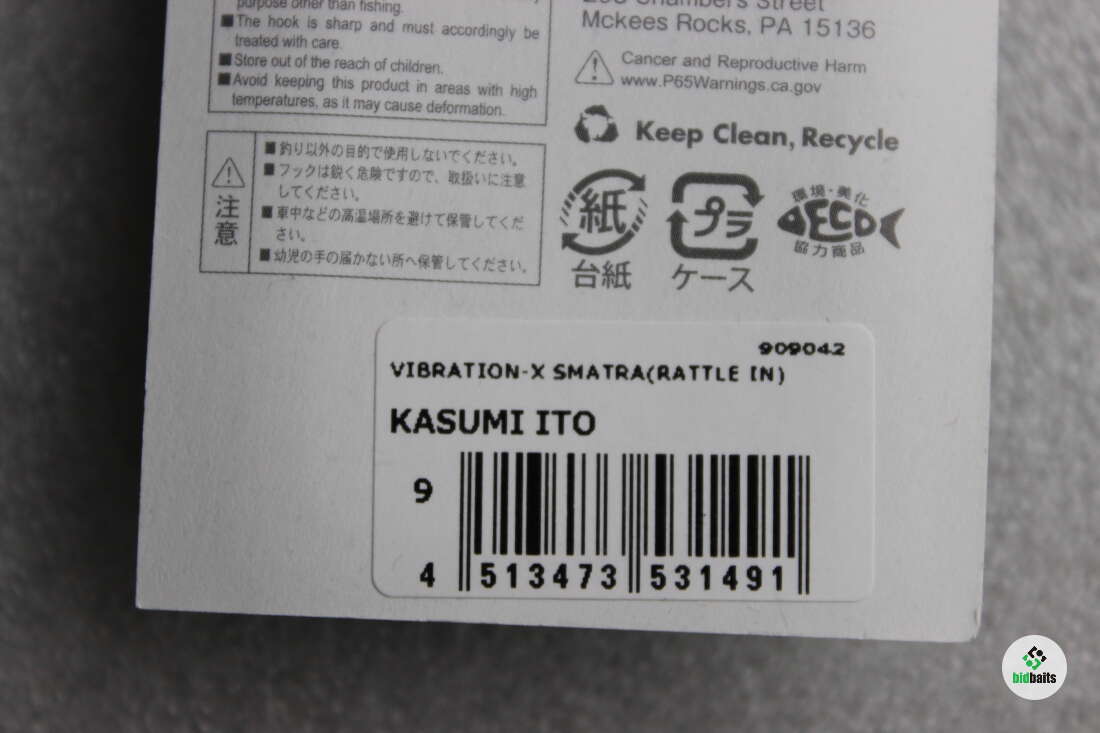 purpose other than fishing.
■The hook is sharp and must accordingly be
treated with care.
■Store out of the reach of children.
■Avoid keeping this product in areas with high
temperatures, as it may cause deformation.
注意
■釣り以外の目的で使用しないでください。
■フックは鋭く危険ですので、取扱いに注意
してください。
■車中などの高温場所を避けて保管してくだ
さい。
■幼児の手の届かない所へ保管してください。
Chambers Street
Mckees Rocks, PA 15136
Cancer and Reproductive Harm
www.P65Warnings.ca.gov
Keep Clean, Recycle
紙
台紙
プラ
ケース
環境・美化
ECO
協力商品
909042
VIBRATION-X SMATRA(RATTLE IN)
KASUMI ITO
9
4 513473 531491
bidbaits